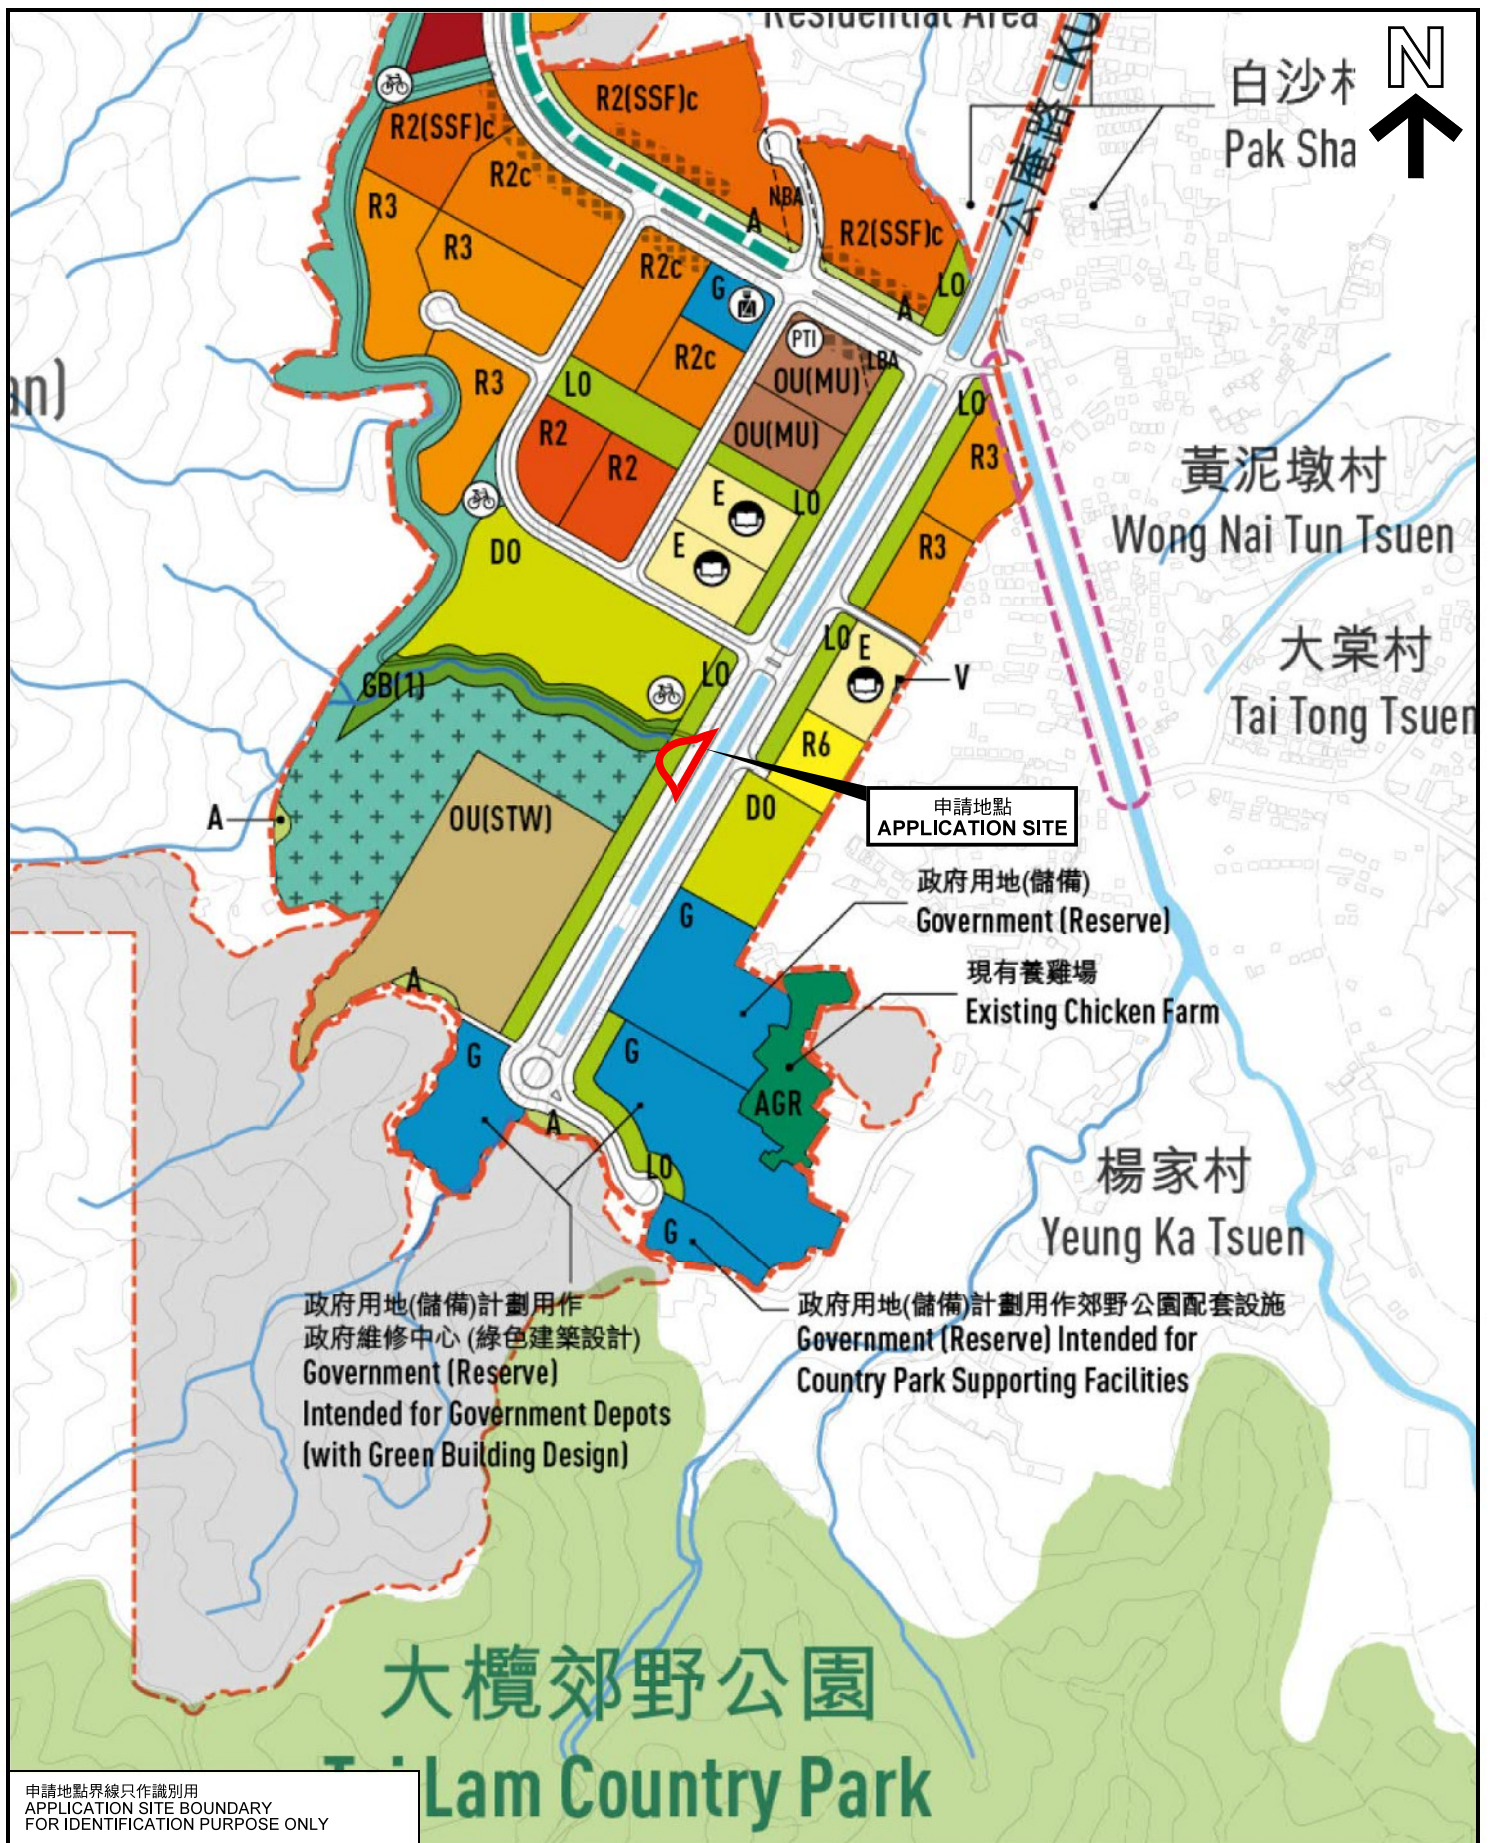 Residential Area
白沙村
Pak Sha
N
公庵路 KU
R2(SSF)c
R2(SSF)c
R2c
NBA
A
R2(SSF)c
R3
R3
R2c
G
LO
A
PTI
LBA
R2c
OU(MU)
R3
LO
LO
an)
R2
OU(MU)
R3
R2
黃泥墩村
Wong Nai Tun Tsuen
E
LO
E
R3
DO
LO
E
大棠村
Tai Tong Tsuen
V
LO
GB(1)
R6
申請地點
APPLICATION SITE
A
OU(STW)
DO
政府用地(儲備)
Government (Reserve)
G
現有養雞場
Existing Chicken Farm
A
G
G
AGR
A
LO
楊家村
Yeung Ka Tsuen
G
政府用地(儲備)計劃用作
政府維修中心 (綠色建築設計)
Government (Reserve)
Intended for Government Depots
(with Green Building Design)
政府用地(儲備)計劃用作郊野公園配套設施
Government (Reserve) Intended for
Country Park Supporting Facilities
大欖郊野公園
Tai Lam Country Park
申請地點界線只作識別用
APPLICATION SITE BOUNDARY
FOR IDENTIFICATION PURPOSE ONLY